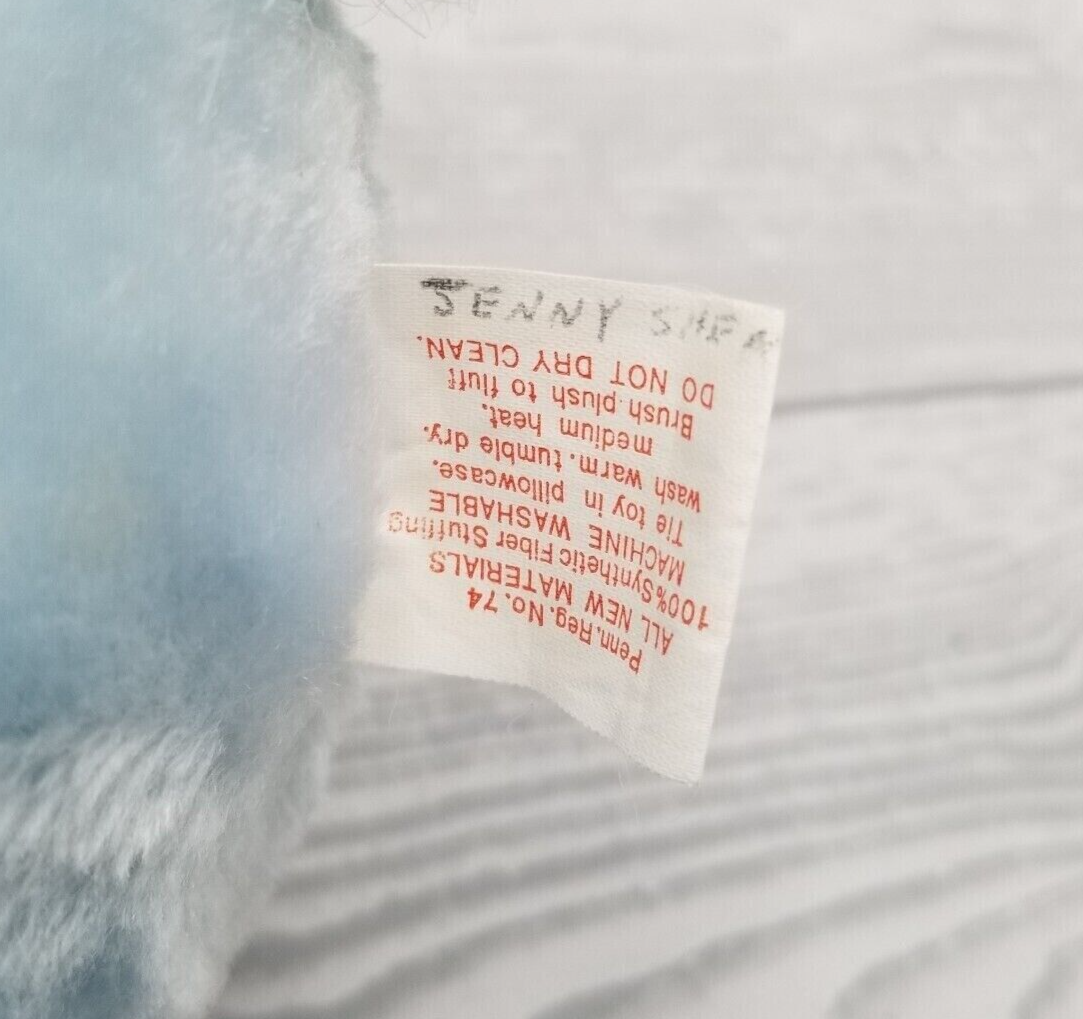 JENNY SHEA
Penn.Reg.No.74
ALL NEW MATERIALS
100%Synthetic Fiber Stuffing
MACHINE WASHABLE
Tie toy in pillowcase.
wash warm. tumble dry.
medium heat.
Brush plush to fluff
DO NOT DRY CLEAN.